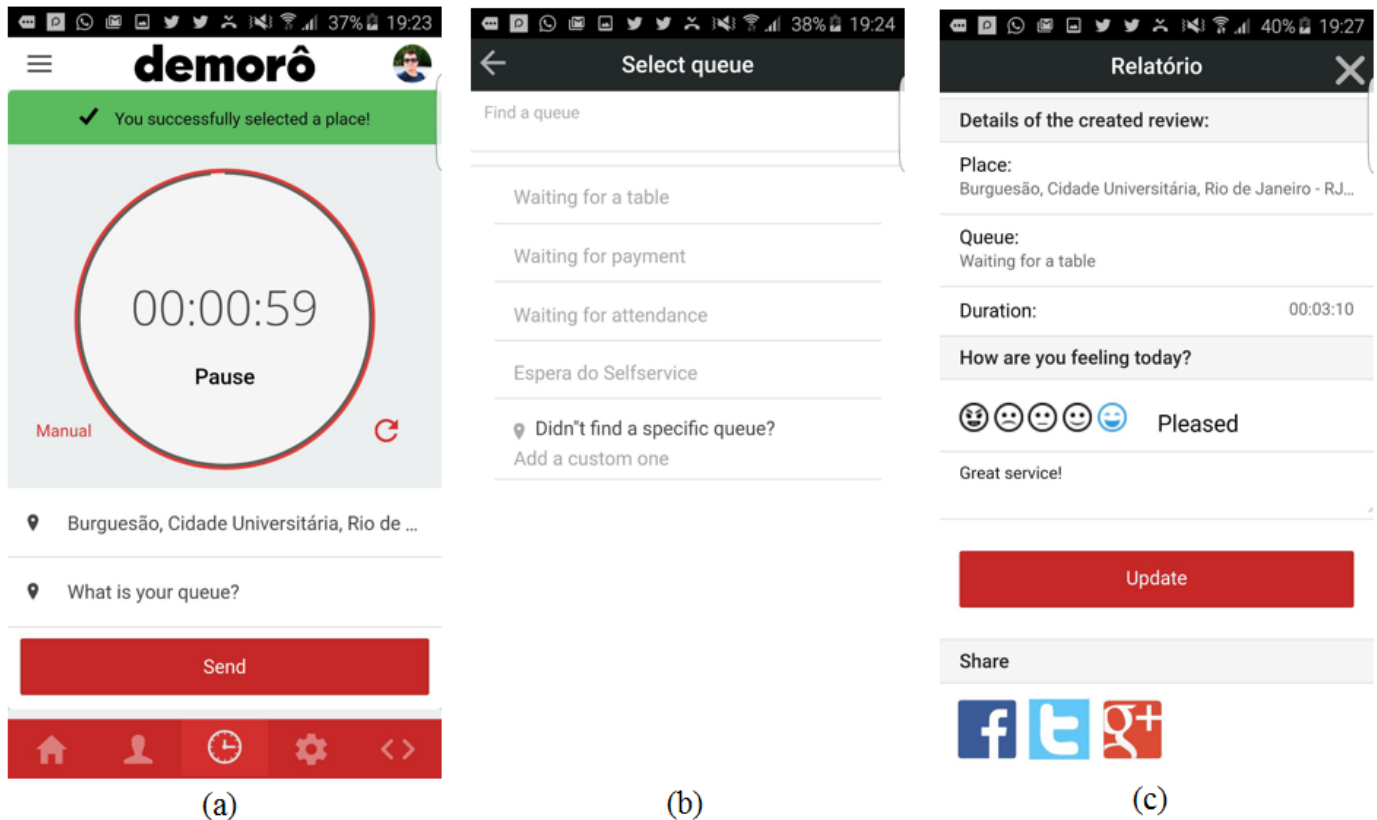 37% 19:23
demorô
You successfully selected a place!
00:00:59
Pause
Manual
Burguesão, Cidade Universitária, Rio de ...
What is your queue?
Send
(a)
38% 19:24
Select queue
Find a queue
Waiting for a table
Waiting for payment
Waiting for attendance
Espera do Selfservice
Didn"t find a specific queue?
Add a custom one
(b)
40% 19:27
Relatório
Details of the created review:
Place:
Burguesão, Cidade Universitária, Rio de Janeiro - RJ...
Queue:
Waiting for a table
Duration: 00:03:10
How are you feeling today?
Pleased
Great service!
Update
Share
f
t
g+
(c)